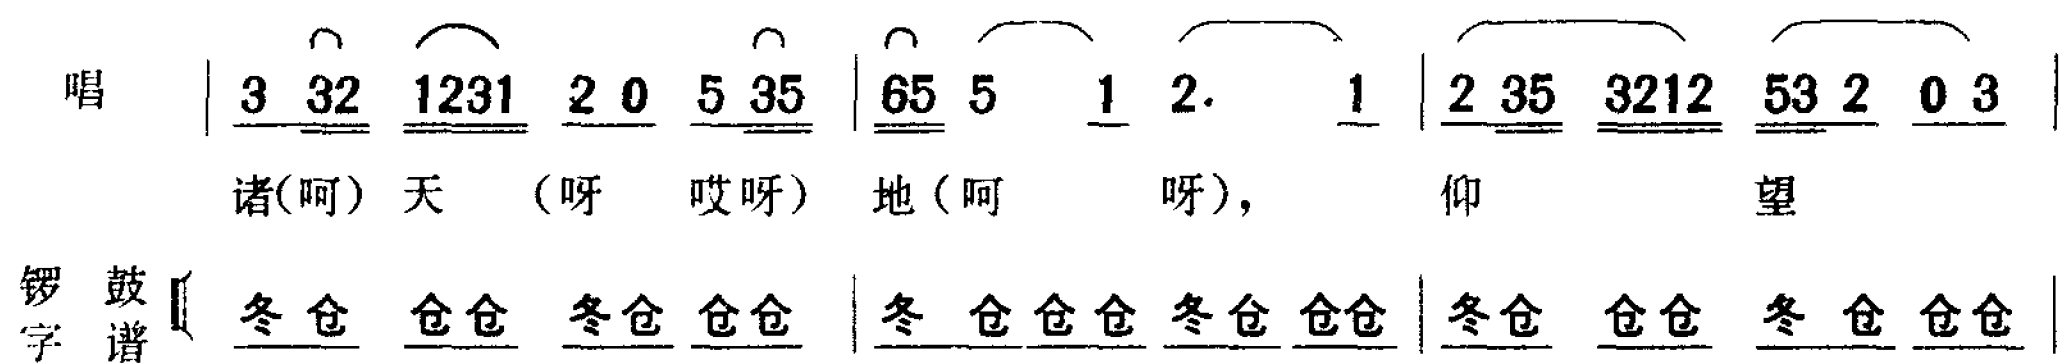 唱 | 3 32 1231 2 0 5 35 | 65 5 1 2. 1 | 2 35 3212 53 2 0 3 |
诸(呵) 天 (呀 哎呀) 地(呵 呀), 仰 望
锣 鼓
字 谱 冬仓 仓仓 冬仓 仓仓 | 冬 仓仓仓 冬仓 仓仓 | 冬仓 仓仓 冬 仓 仓仓 |